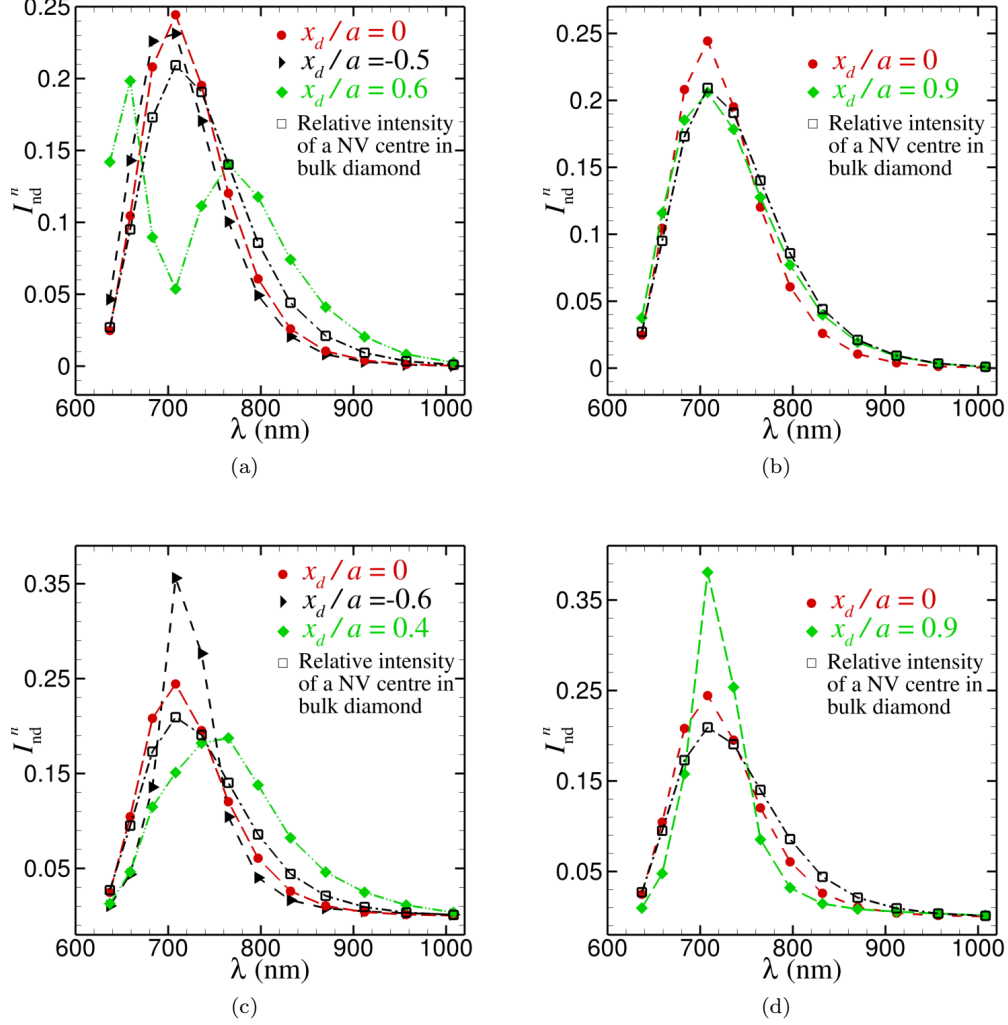 0.25
0.2
0.15
0.1
0.05
0
I_nd^n
x_d/a = 0
x_d/a =-0.5
x_d/a = 0.6
Relative intensity
of a NV centre in
bulk diamond
600 700 800 900 1000
λ (nm)
(a)
0.3
0.25
0.2
0.15
0.1
0.05
0
I_nd^n
x_d/a = 0
x_d/a = 0.9
Relative intensity
of a NV centre in
bulk diamond
600 700 800 900 1000
λ (nm)
(b)
0.35
0.25
0.15
0.05
I_nd^n
x_d/a = 0
x_d/a =-0.6
x_d/a = 0.4
Relative intensity
of a NV centre in
bulk diamond
600 700 800 900 1000
λ (nm)
(c)
0.35
0.25
0.15
0.05
I_nd^n
x_d/a = 0
x_d/a = 0.9
Relative intensity
of a NV centre in
bulk diamond
600 700 800 900 1000
λ (nm)
(d)